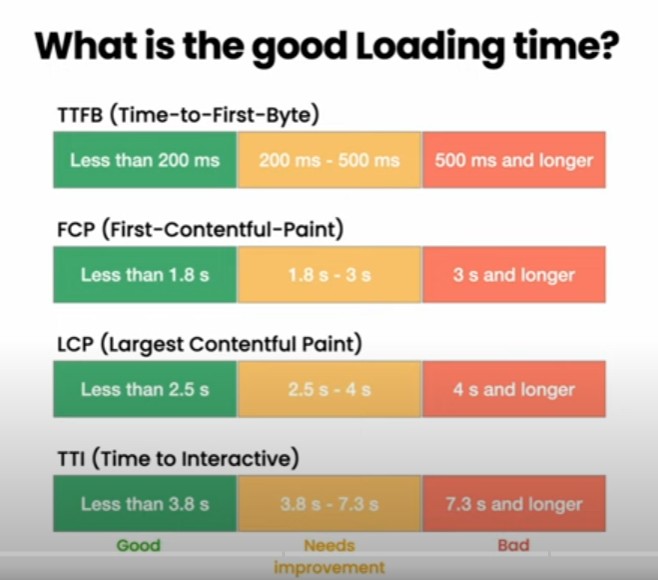 What is the good Loading time?
TTFB (Time-to-First-Byte)
Less than 200 ms 200 ms - 500 ms 500 ms and longer
FCP (First-Contentful-Paint)
Less than 1.8 s 1.8 s - 3 s 3 s and longer
LCP (Largest Contentful Paint)
Less than 2.5 s 2.5 s - 4 s 4 s and longer
TTI (Time to Interactive)
Less than 3.8 s 3.8 s - 7.3 s 7.3 s and longer
Good Needs Bad
improvement